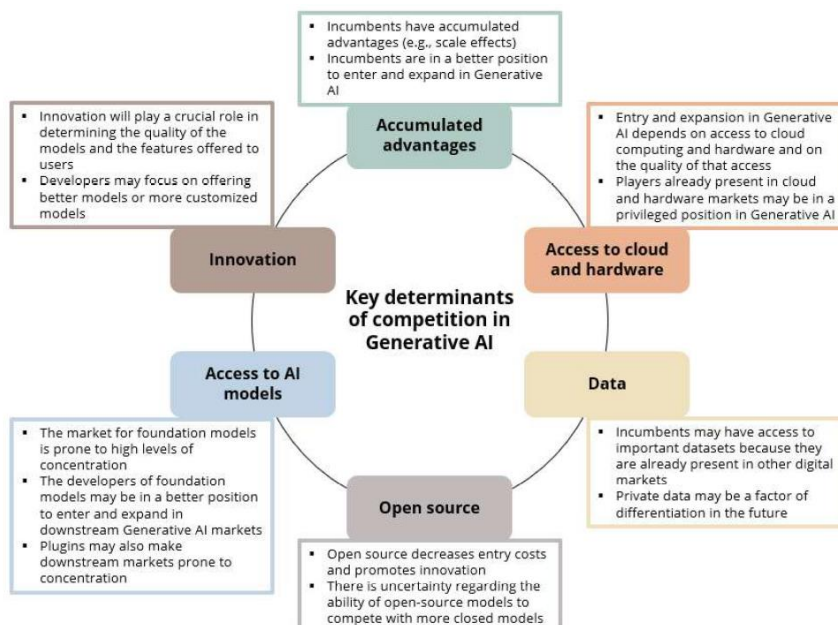 ▪ Incumbents have accumulated
advantages (e.g., scale effects)
▪ Incumbents are in a better position
to enter and expand in Generative
AI
Accumulated
advantages
▪ Entry and expansion in Generative
AI depends on access to cloud
computing and hardware and on
the quality of that access
▪ Players already present in cloud
and hardware markets may be in a
privileged position in Generative AI
Access to cloud
and hardware
Data
▪ Incumbents may have access to
important datasets because they
are already present in other digital
markets
▪ Private data may be a factor of
differentiation in the future
Open source
▪ Open source decreases entry costs
and promotes innovation
▪ There is uncertainty regarding the
ability of open-source models to
compete with more closed models
Access to AI
models
▪ The market for foundation models
is prone to high levels of
concentration
▪ The developers of foundation
models may be in a better position
to enter and expand in
downstream Generative AI markets
▪ Plugins may also make
downstream markets prone to
concentration
▪ Innovation will play a crucial role in
determining the quality of the
models and the features offered to
users
▪ Developers may focus on offering
better models or more customized
models
Innovation
Key determinants
of competition in
Generative AI